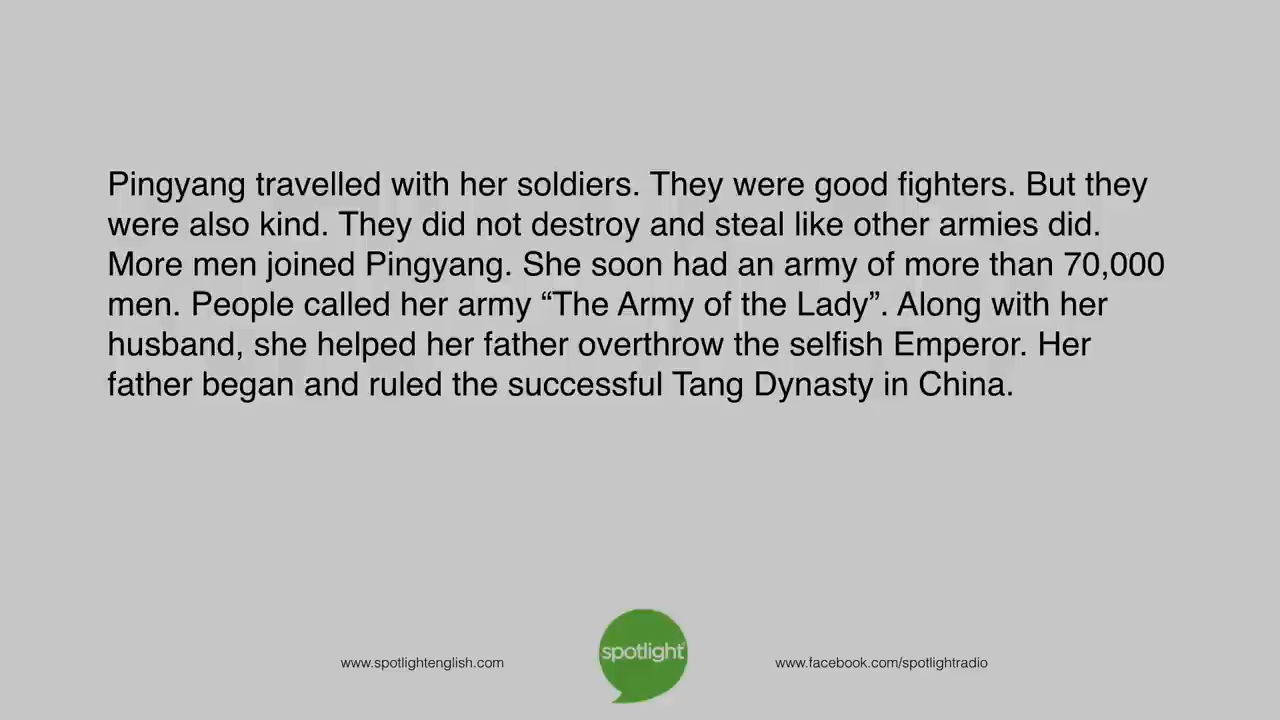 Pingyang travelled with her soldiers. They were good fighters. But they
were also kind. They did not destroy and steal like other armies did.
More men joined Pingyang. She soon had an army of more than 70,000
men. People called her army “The Army of the Lady”. Along with her
husband, she helped her father overthrow the selfish Emperor. Her
father began and ruled the successful Tang Dynasty in China.
www.spotlightenglish.com
spotlight
www.facebook.com/spotlightradio